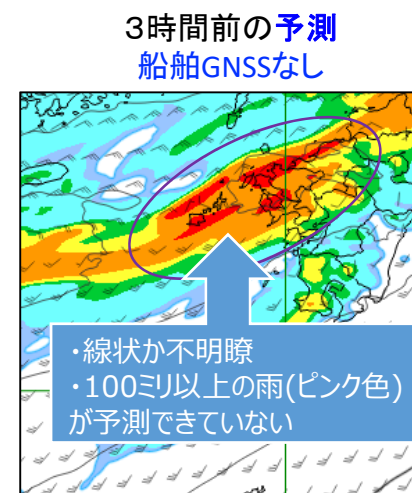 3時間前の予測
船舶GNSSなし
・線状か不明瞭
・100ミリ以上の雨(ピンク色)
が予測できていない